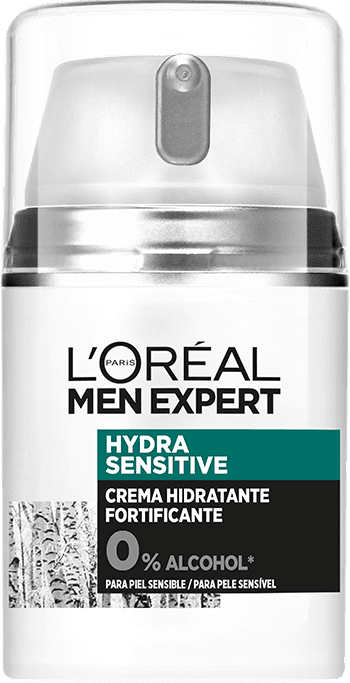 L'ORÉAL
PARIS
MEN EXPERT
HYDRA
SENSITIVE
CREMA HIDRATANTE
FORTIFICANTE
0% ALCOHOL*
PARA PIEL SENSIBLE / PARA PELE SENSÍVEL